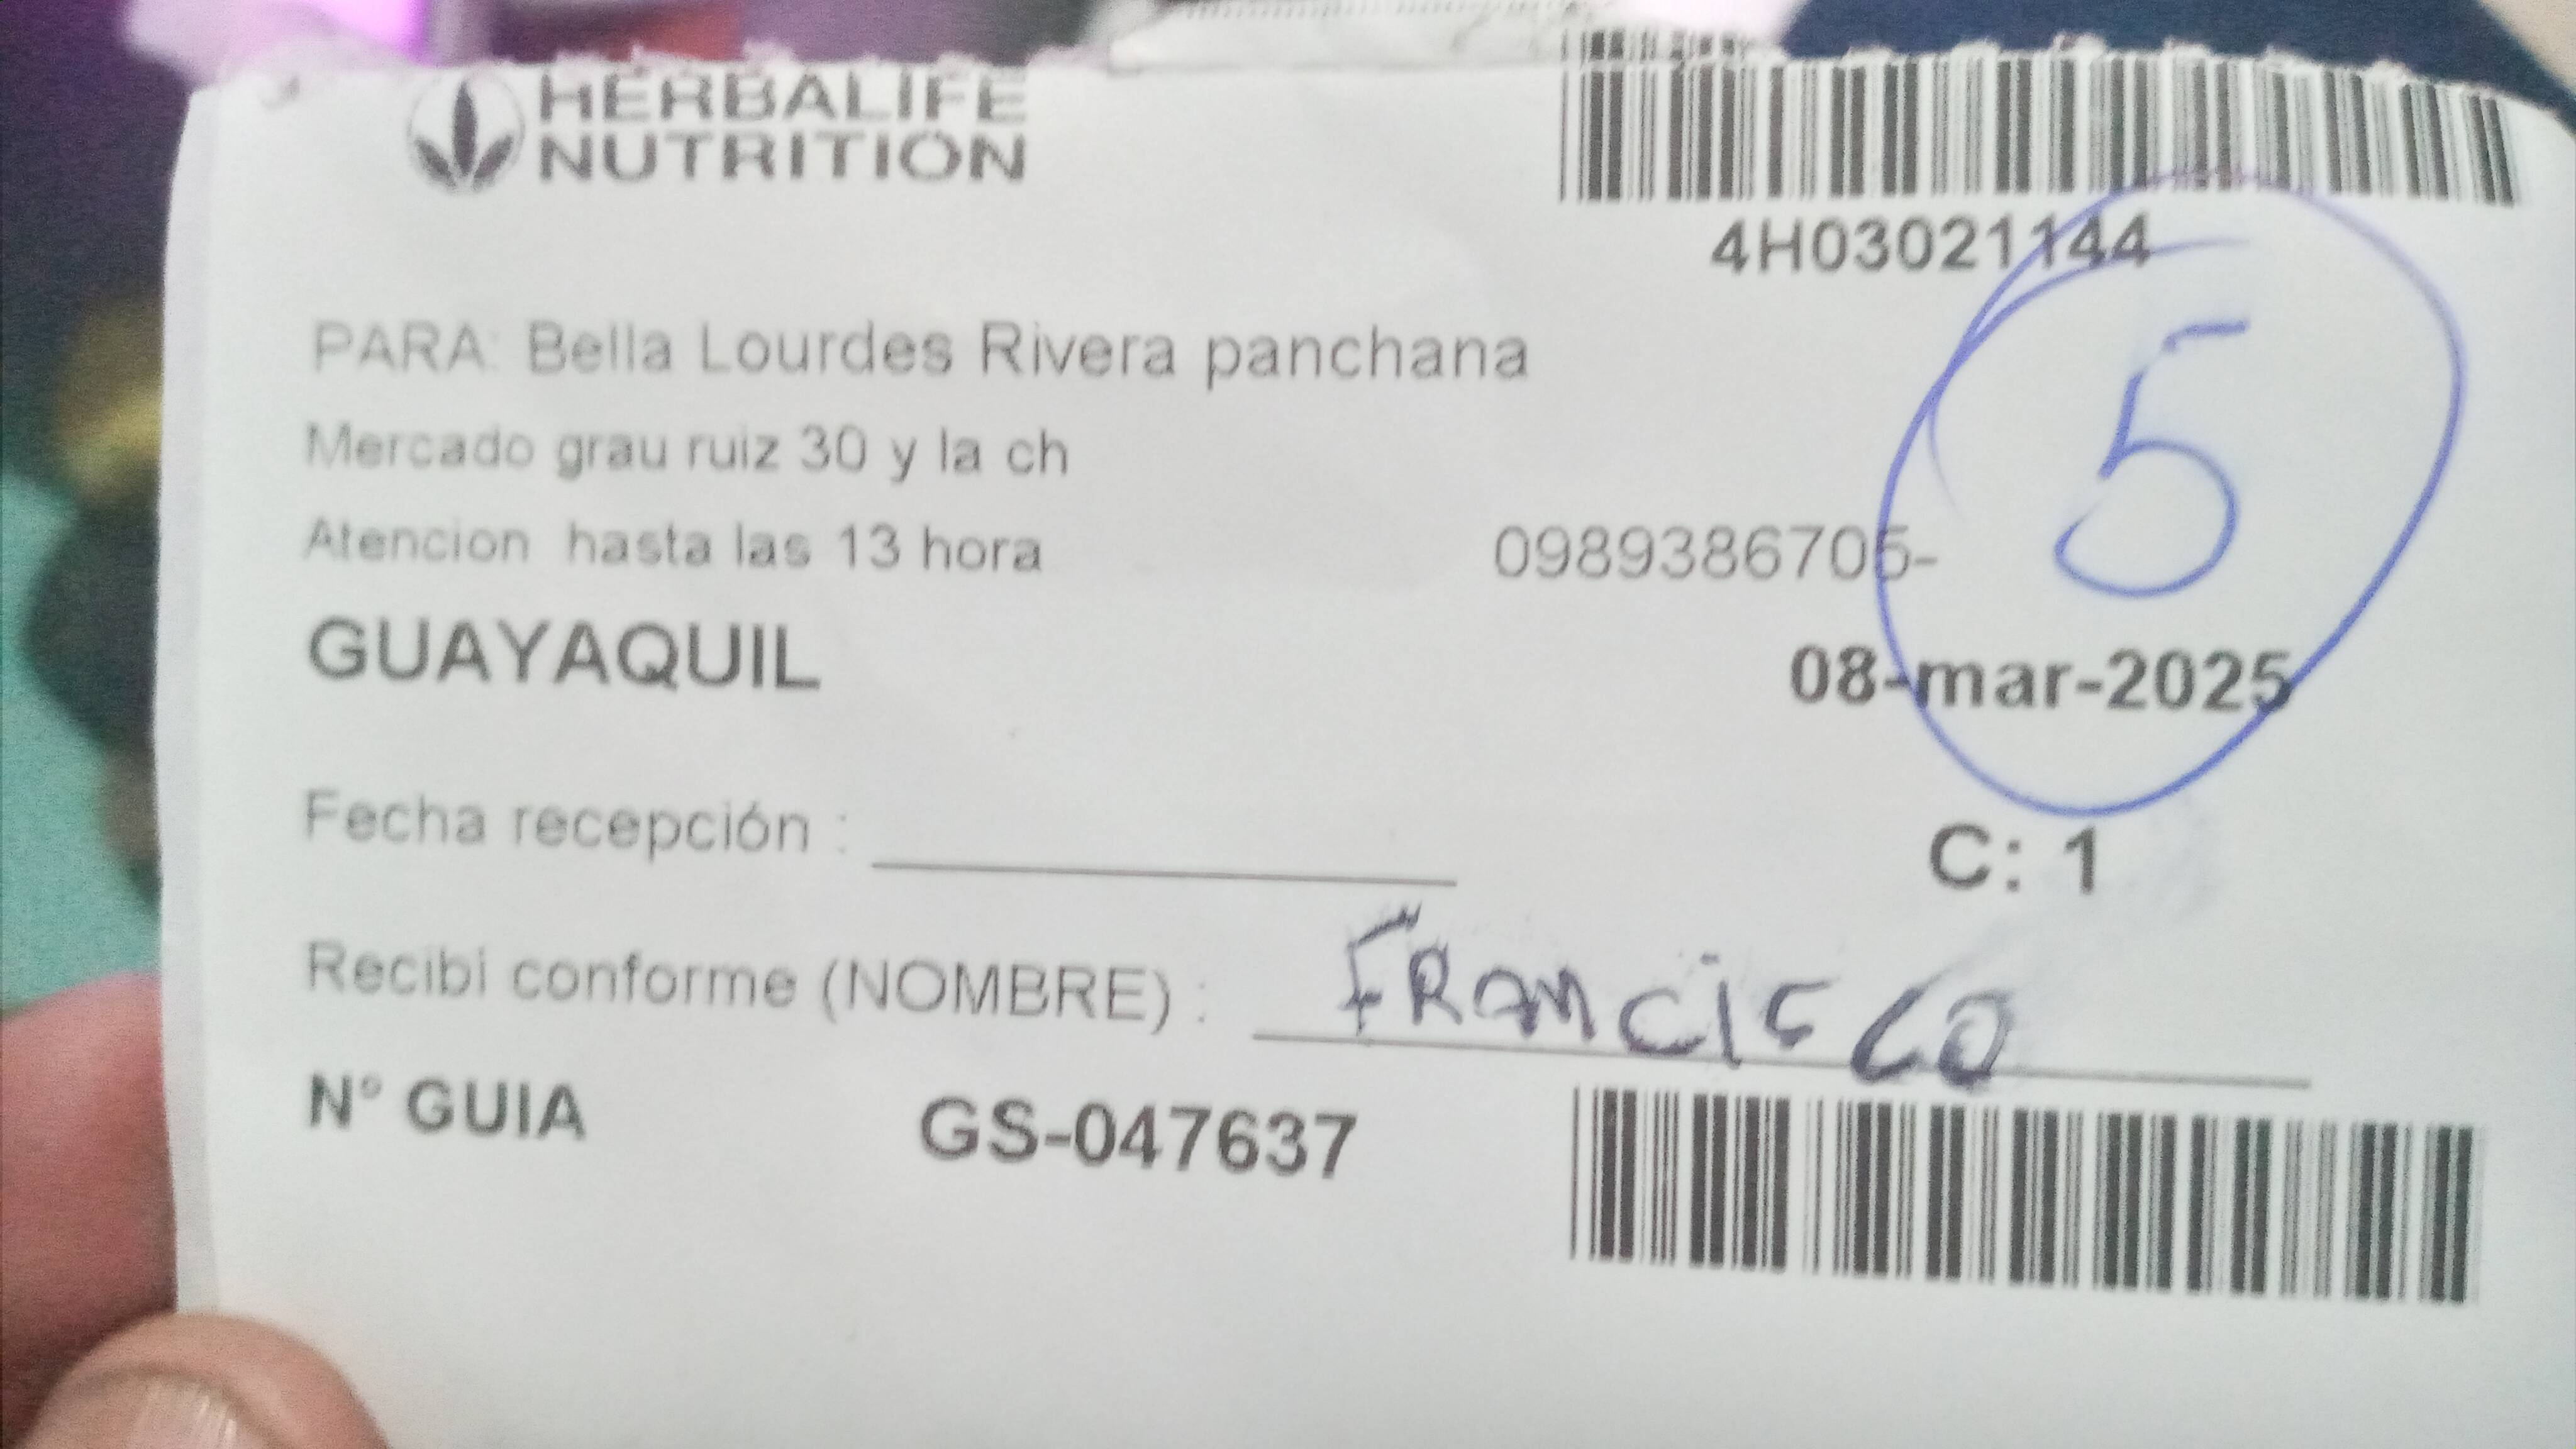 HERBALIFE
NUTRITION
4H03021144
PARA: Bella Lourdes Rivera panchana
Mercado grau ruiz 30 y la ch
Atencion hasta las 13 hora
0989386705-
5
GUAYAQUIL
08-mar-2025
Fecha recepción :
C: 1
Recibi conforme (NOMBRE) : FRANCISCO
N° GUIA GS-047637